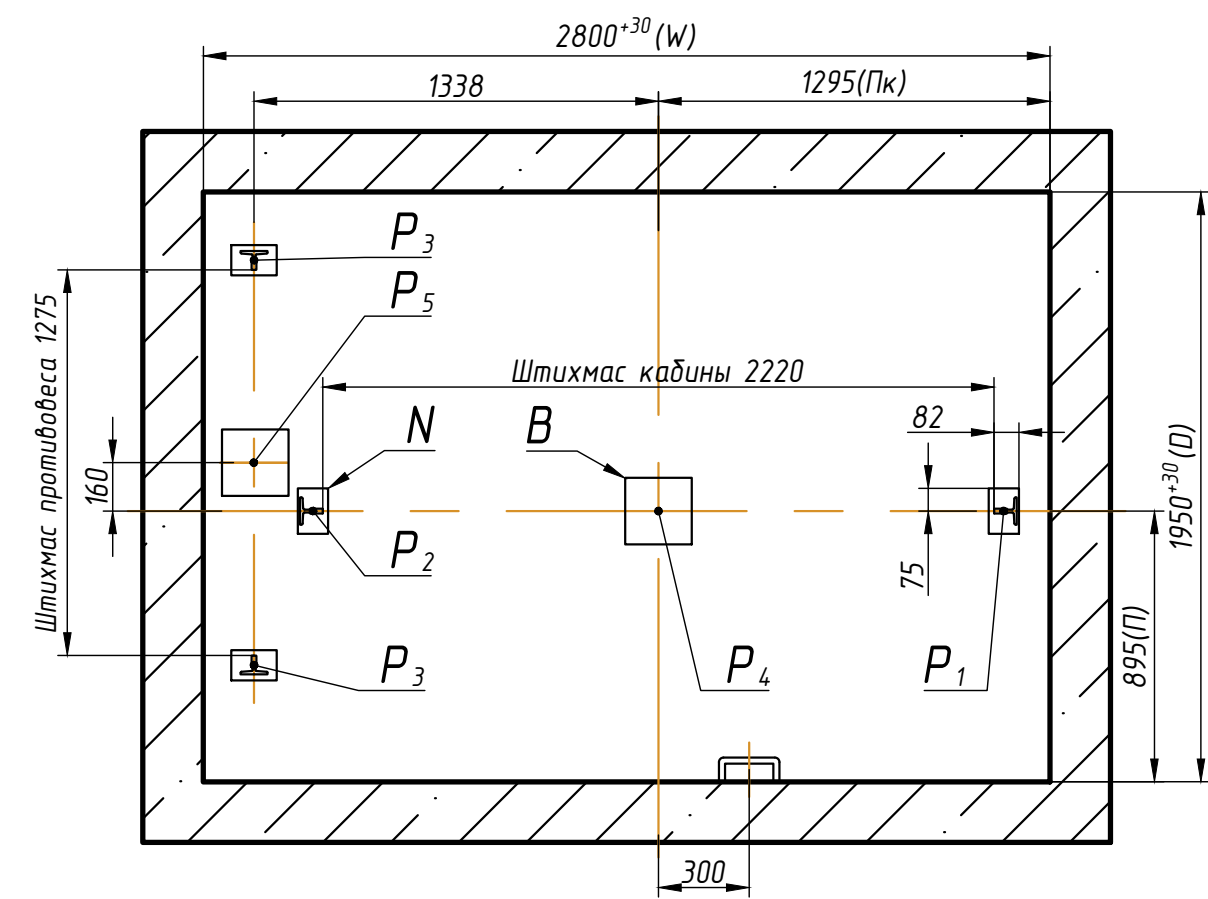 2800⁺³⁰(W)
1338
1295(Пк)
P₃
P₅
Штихмас противовеса 1275
Штихмас кабины 2220
N
B
82
160
P₂
75
1950⁺³⁰(D)
895(П)
P₃
P₄
P₁
300